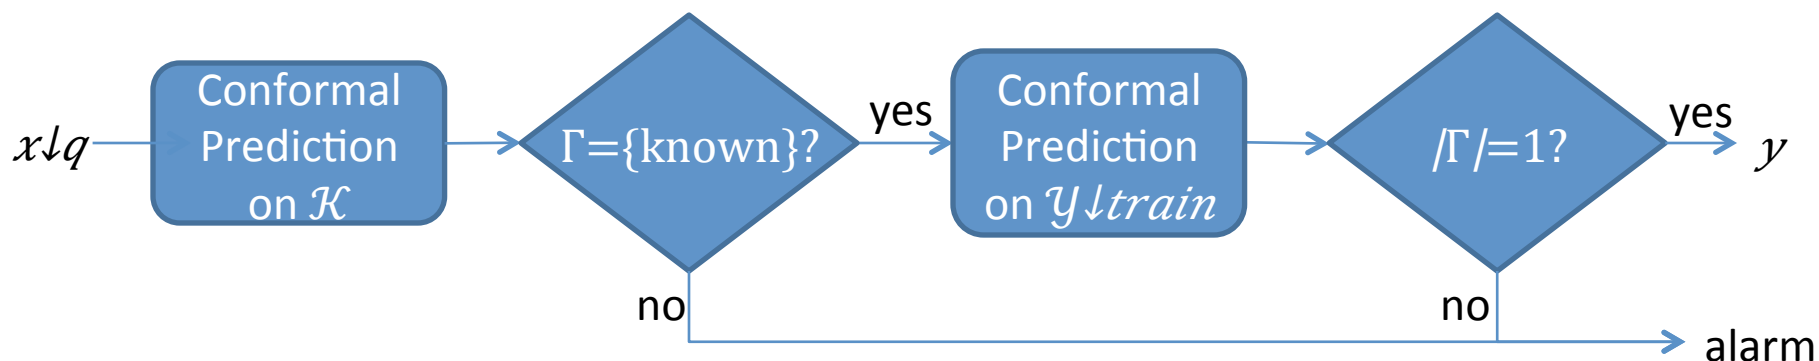 x↓q
Conformal
Prediction
on 𝒦
Γ={known}?
yes
no
Conformal
Prediction
on 𝒴↓train
/Γ/=1?
yes
no
y
alarm